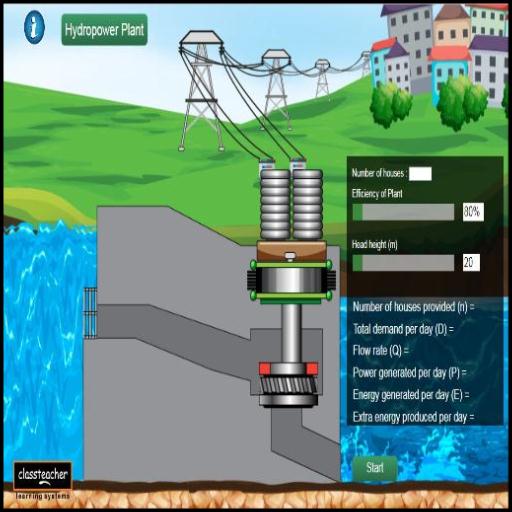 i
Hydropower Plant
Number of houses :
Efficiency of Plant
80%
Head height (m)
20
Number of houses provided (n) =
Total demand per day (D) =
Flow rate (Q) =
Power generated per day (P) =
Energy generated per day (E) =
Extra energy produced per day =
Start
classteacher
learning systems